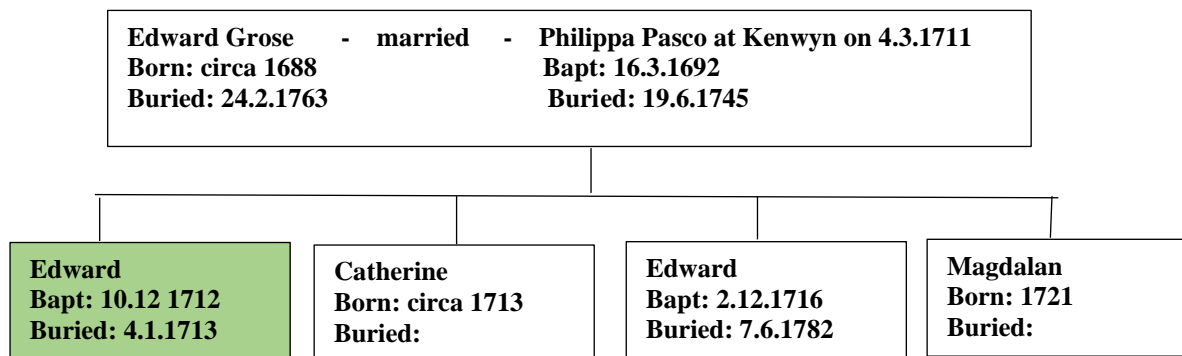 Edward Grose - married - Philippa Pasco at Kenwyn on 4.3.1711
Born: circa 1688 Bapt: 16.3.1692
Buried: 24.2.1763 Buried: 19.6.1745
Edward
Bapt: 10.12 1712
Buried: 4.1.1713
Catherine
Born: circa 1713
Buried:
Edward
Bapt: 2.12.1716
Buried: 7.6.1782
Magdalan
Born: 1721
Buried: